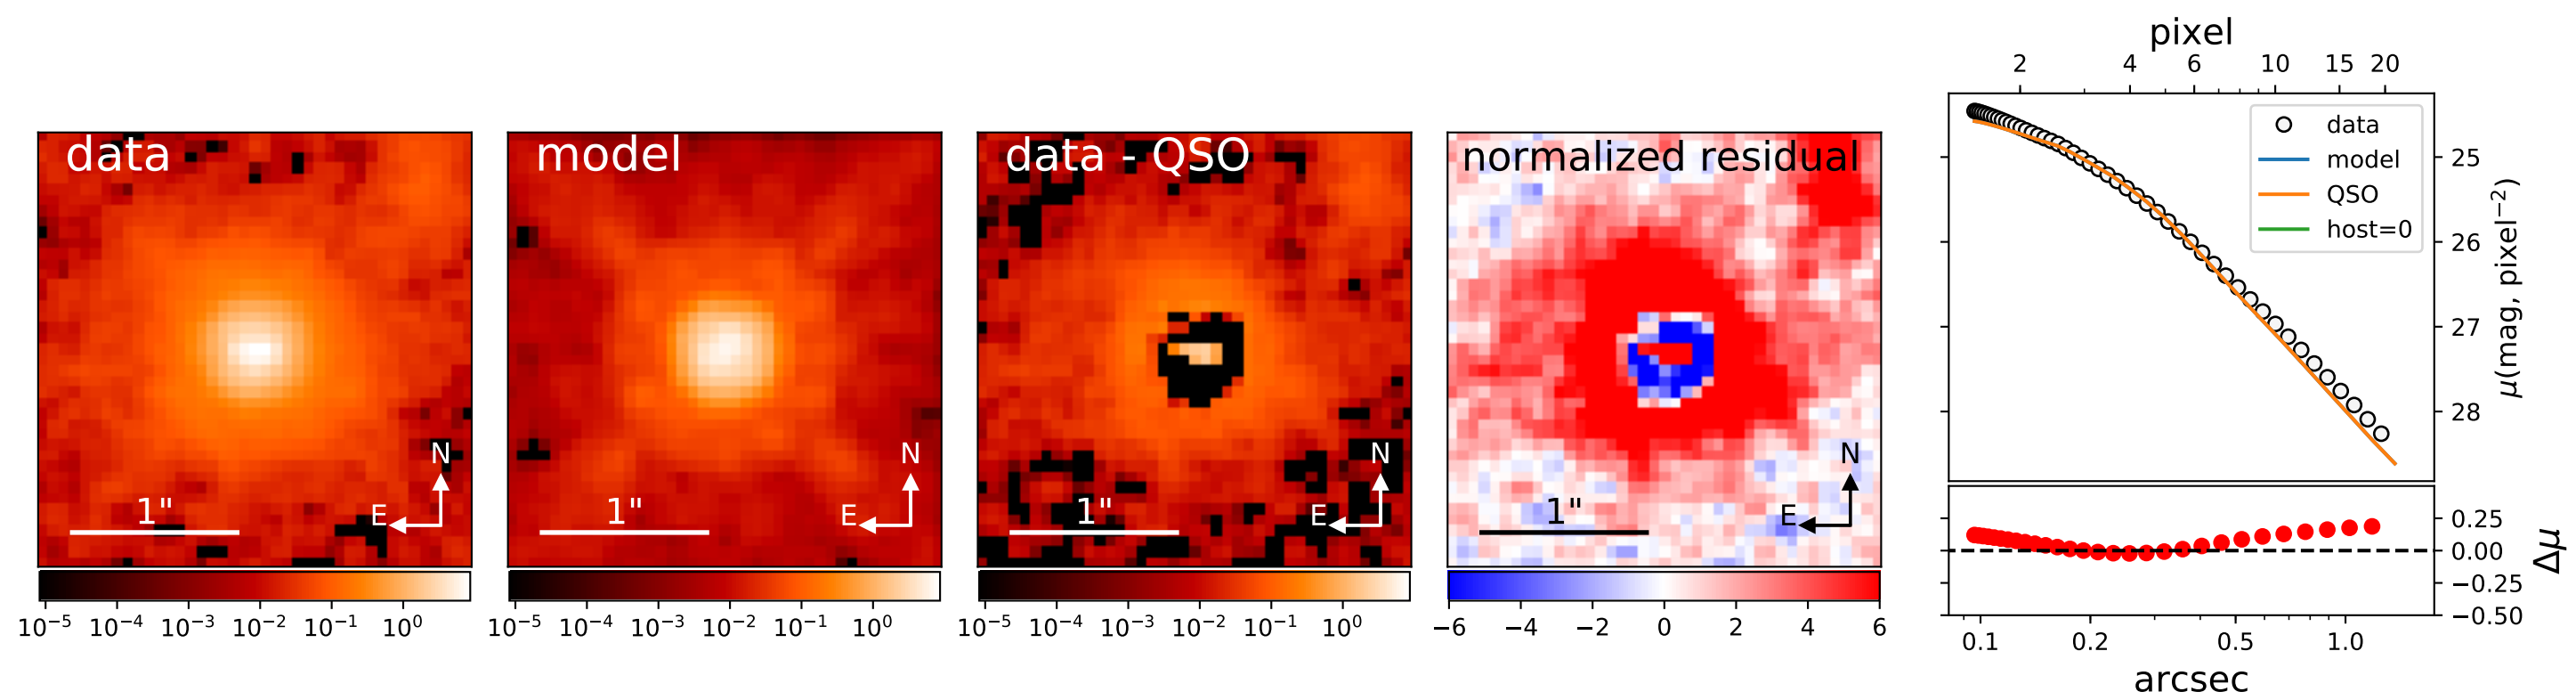 data
N
E
1"
10⁻⁵ 10⁻⁴ 10⁻³ 10⁻² 10⁻¹ 10⁰
model
N
E
1"
10⁻⁵ 10⁻⁴ 10⁻³ 10⁻² 10⁻¹ 10⁰
data - QSO
N
E
1"
10⁻⁵ 10⁻⁴ 10⁻³ 10⁻² 10⁻¹ 10⁰
normalized residual
N
E
1"
−6 −4 −2 0 2 4 6
pixel
2 4 6 10 15 20
data
model
QSO
host=0
25
26
27
28
μ(mag, pixel⁻²)
0.25
0.00
−0.25
−0.50
Δμ
0.1 0.2 0.5 1.0
arcsec